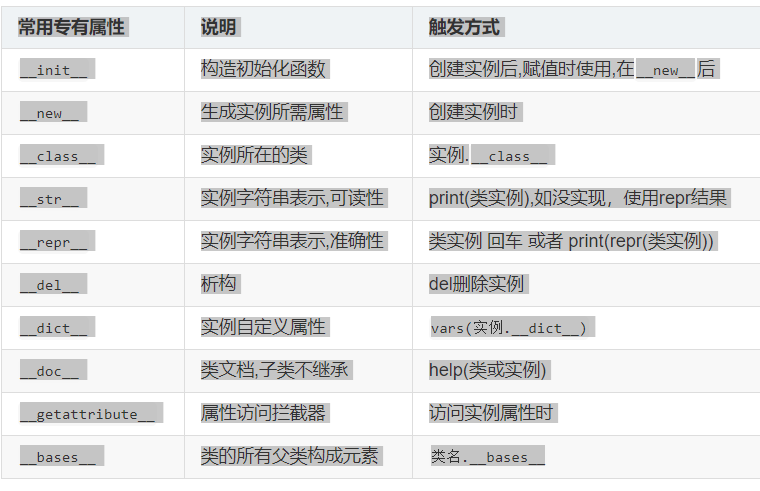 常用专有属性 说明 触发方式
__init__ 构造初始化函数 创建实例后,赋值时使用,在__new__后
__new__ 生成实例所需属性 创建实例时
__class__ 实例所在的类 实例.__class__
__str__ 实例字符串表示,可读性 print(类实例),如没实现，使用repr结果
__repr__ 实例字符串表示,准确性 类实例 回车 或者 print(repr(类实例))
__del__ 析构 del删除实例
__dict__ 实例自定义属性 vars(实例.__dict__)
__doc__ 类文档,子类不继承 help(类或实例)
__getattribute__ 属性访问拦截器 访问实例属性时
__bases__ 类的所有父类构成元素 类名.__bases__